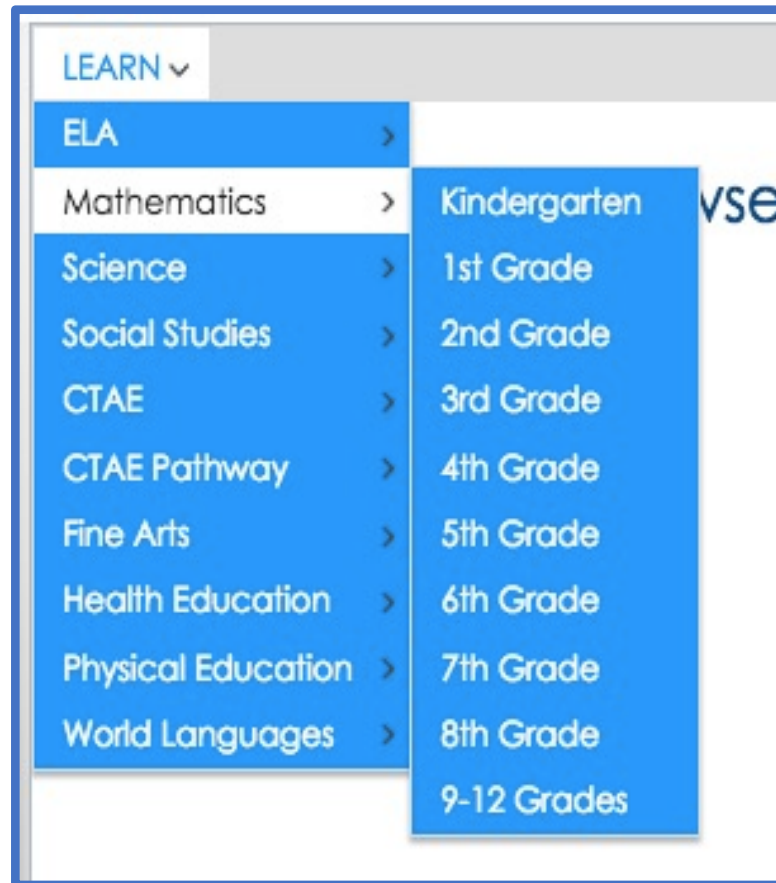 LEARN
ELA
Mathematics
Science
Social Studies
CTAE
CTAE Pathway
Fine Arts
Health Education
Physical Education
World Languages
Kindergarten
1st Grade
2nd Grade
3rd Grade
4th Grade
5th Grade
6th Grade
7th Grade
8th Grade
9-12 Grades